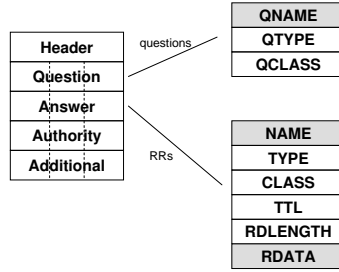 Header
Question
Answer
Authority
Additional
questions
RRs
QNAME
QTYPE
QCLASS
NAME
TYPE
CLASS
TTL
RDLENGTH
RDATA